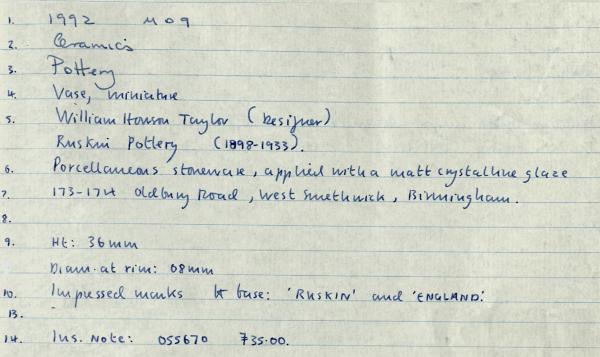 1. 1992 M09
2. Ceramics
3. Pottery
4. Vase, miniature
5. William Howson Taylor (Designer)
Ruskin Pottery (1898-1933).
6. Porcellaneous stoneware, applied with a matt crystalline glaze
7. 173-174 Oldbury Road, West Smethwick, Birmingham.
8.
9. Ht: 36mm
Diam. at rim: 08mm
10. Impressed marks to base: 'RUSKIN' and 'ENGLAND'.
13.
14. Ins. Note: 055670 £35.00.